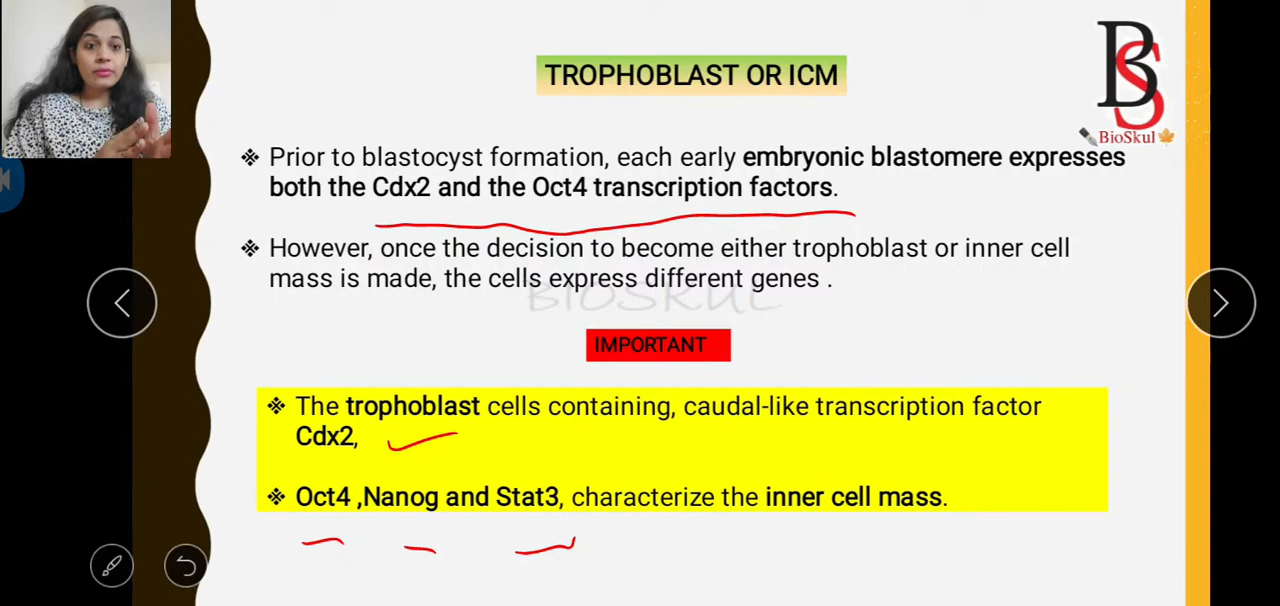 TROPHOBLAST OR ICM
BS
BioSkul
❖ Prior to blastocyst formation, each early embryonic blastomere expresses
both the Cdx2 and the Oct4 transcription factors.
❖ However, once the decision to become either trophoblast or inner cell
mass is made, the cells express different genes .
BIOSKUL
IMPORTANT
❖ The trophoblast cells containing, caudal-like transcription factor
Cdx2,
❖ Oct4 ,Nanog and Stat3, characterize the inner cell mass.